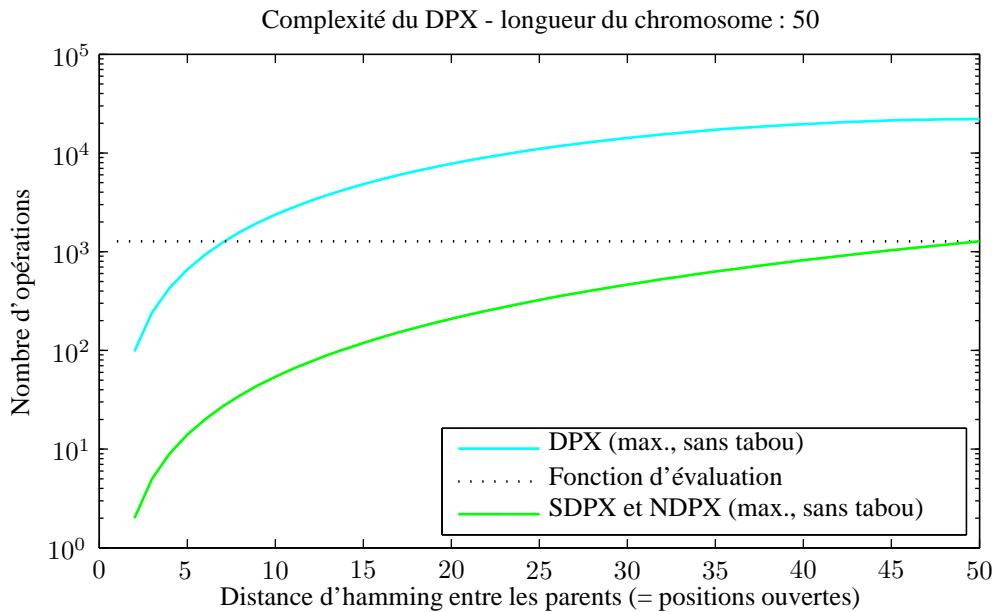 Complexité du DPX - longueur du chromosome : 50
10^5
10^4
10^3
10^2
10^1
10^0
Nombre d'opérations
DPX (max., sans tabou)
Fonction d'évaluation
SDPX et NDPX (max., sans tabou)
0 5 10 15 20 25 30 35 40 45 50
Distance d'hamming entre les parents (= positions ouvertes)